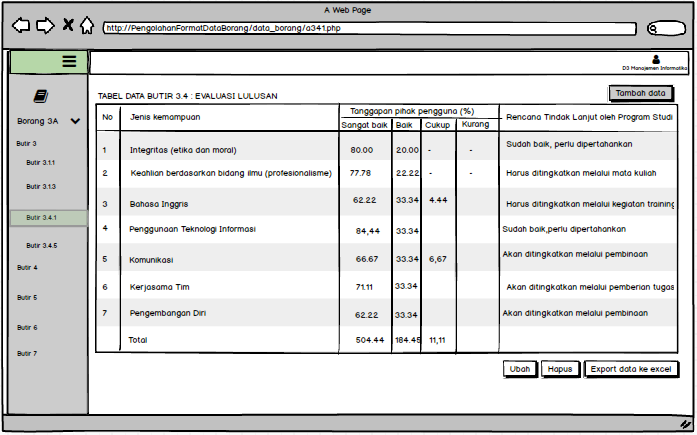 A Web Page
http://PengolahanFormatDataBorang/data_borang/a341.php
D3 Manajemen Informatika
Borang 3A
Butir 3
Butir 3.1.1
Butir 3.1.3
Butir 3.4.1
Butir 3.4.5
Butir 4
Butir 5
Butir 6
Butir 7
TABEL DATA BUTIR 3.4 : EVALUASI LULUSAN
Tambah data
No Jenis kemampuan Tanggapan pihak pengguna (%) Rencana Tindak Lanjut oleh Program Studi
Sangat baik Baik Cukup Kurang
1 Integritas (etika dan moral) 80.00 20.00 - - Sudah baik, perlu dipertahankan
2 Keahlian berdasarkan bidang ilmu (profesionalisme) 77.78 22.22 - - Harus ditingkatkan melalui mata kuliah
3 Bahasa Inggris 62.22 33.34 4.44 Harus ditingkatkan melalui kegiatan training
4 Penggunaan Teknologi Informasi 84,44 33.34 Sudah baik,perlu dipertahankan
5 Komunikasi 66.67 33.34 6,67 Akan ditingkatkan melalui pembinaan
6 Kerjasama Tim 71.11 33.34 Akan ditingkatkan melalui pemberian tugas
7 Pengembangan Diri 62.22 33.34 Akan ditingkatkan melalui pembinaan
Total 504.44 184.45 11,11
Ubah Hapus Export data ke excel